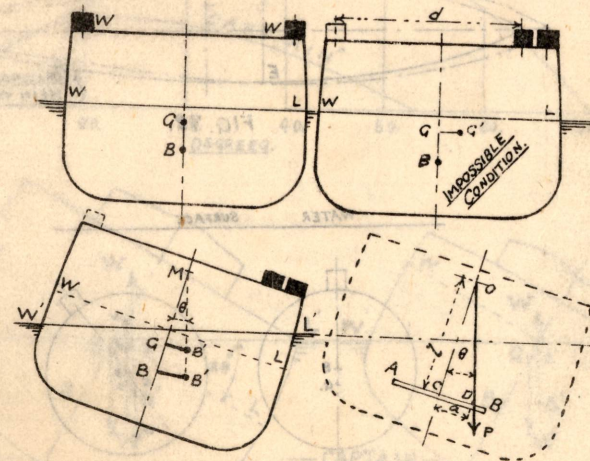 W W
W L
G
B
d
W L
G G'
B
IMPOSSIBLE
CONDITION.
M
θ
W
W L'
G B'
L
B B'
O
l θ
A C D B
a
P